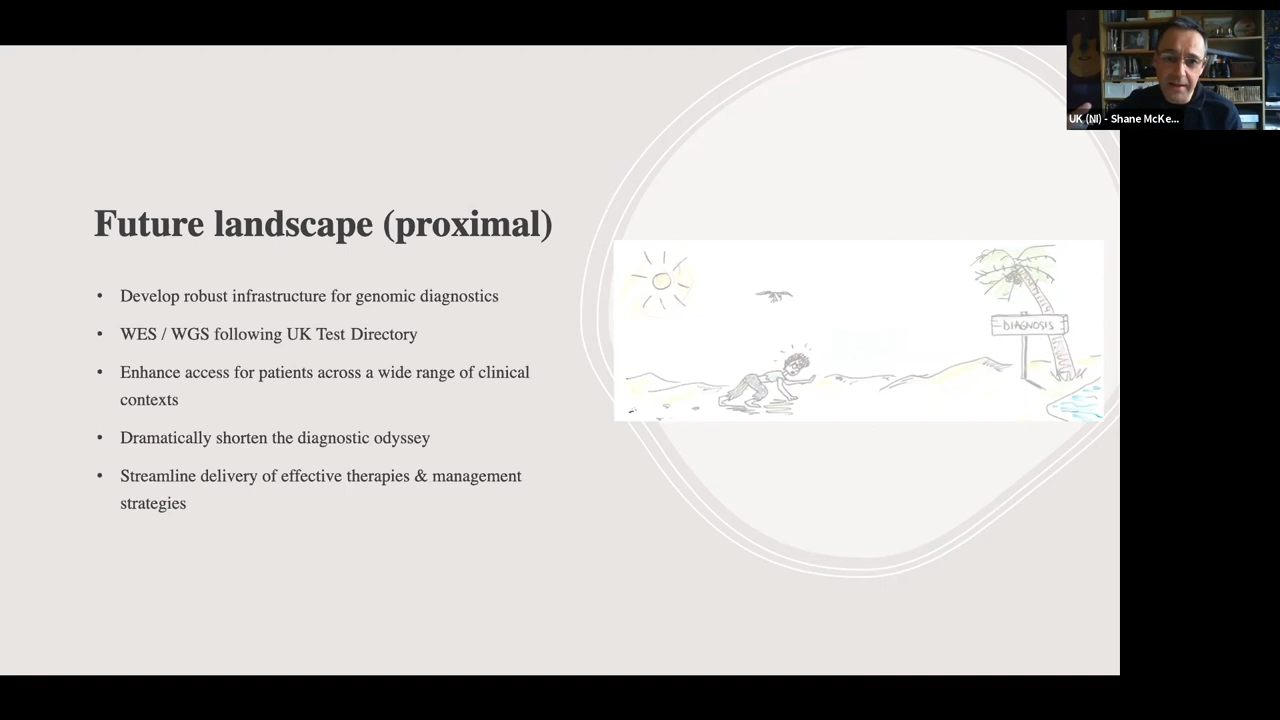 UK (NI) - Shane McKe...
Future landscape (proximal)
• Develop robust infrastructure for genomic diagnostics
• WES / WGS following UK Test Directory
• Enhance access for patients across a wide range of clinical
contexts
• Dramatically shorten the diagnostic odyssey
• Streamline delivery of effective therapies & management
strategies
DIAGNOSIS